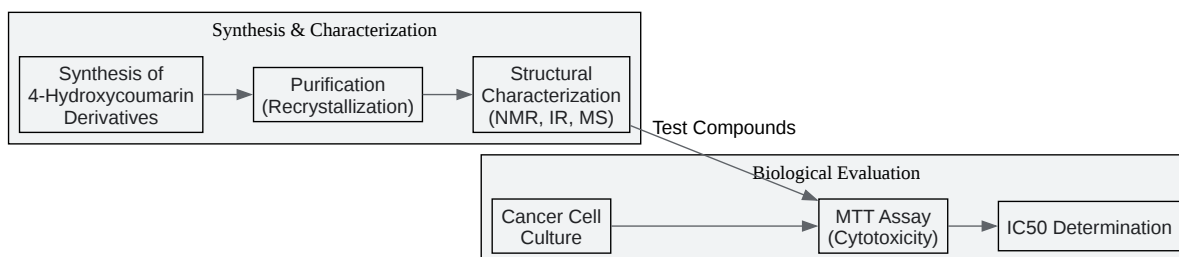 Synthesis & Characterization
Synthesis of
4-Hydroxycoumarin
Derivatives
Purification
(Recrystallization)
Structural
Characterization
(NMR, IR, MS)
Test Compounds
Biological Evaluation
Cancer Cell
Culture
MTT Assay
(Cytotoxicity)
IC50 Determination